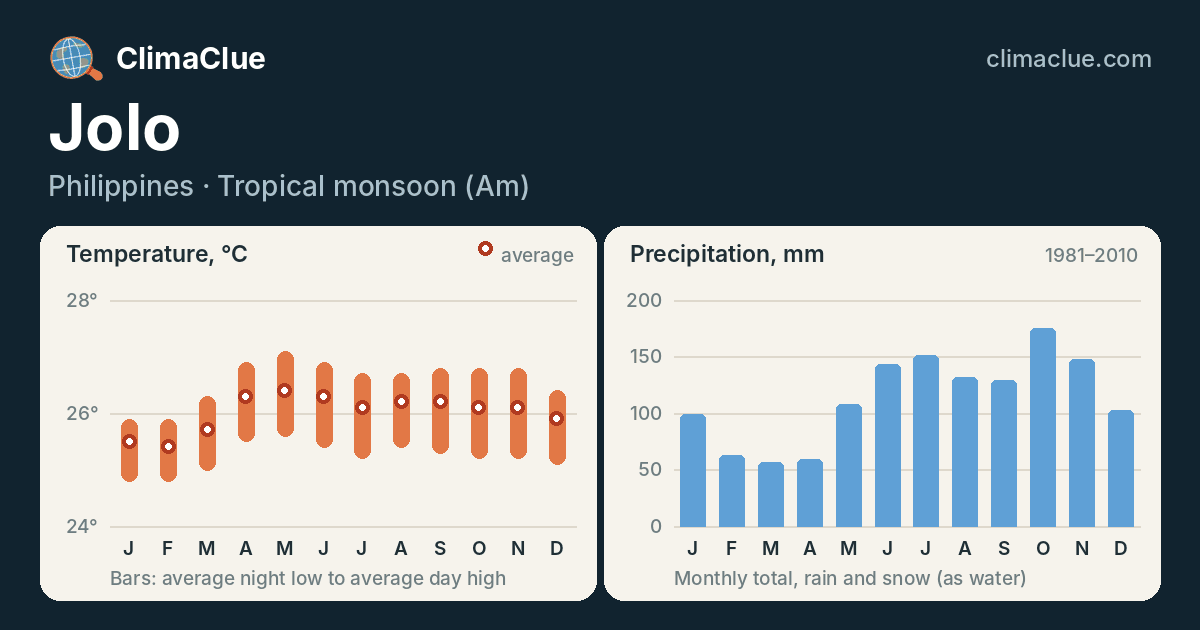 ClimaClue
climaclue.com
Jolo
Philippines · Tropical monsoon (Am)
Temperature, °C
average
28°
26°
24°
J F M A M J J A S O N D
Bars: average night low to average day high
Precipitation, mm
1981–2010
200
150
100
50
0
J F M A M J J A S O N D
Monthly total, rain and snow (as water)